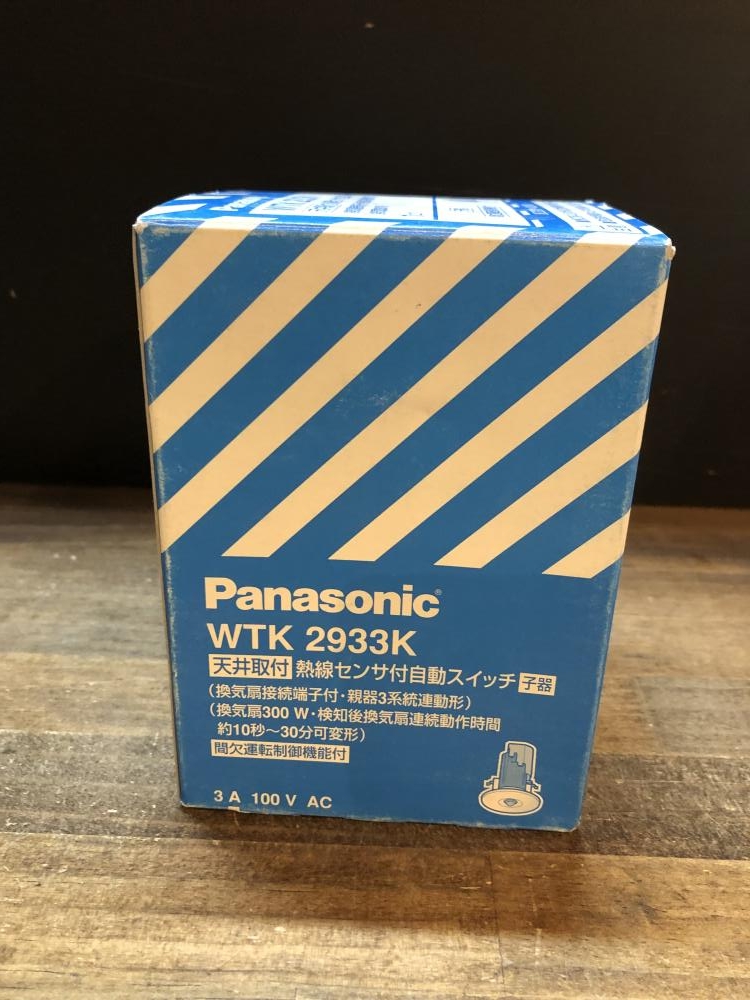 Panasonic®
WTK 2933K
天井取付 熱線センサ付自動スイッチ 子器
(換気扇接続端子付・親器3系統連動形)
(換気扇300 W・検知後換気扇連続動作時間
約10秒〜30分可変形)
間欠運転制御機能付
3 A 100 V AC